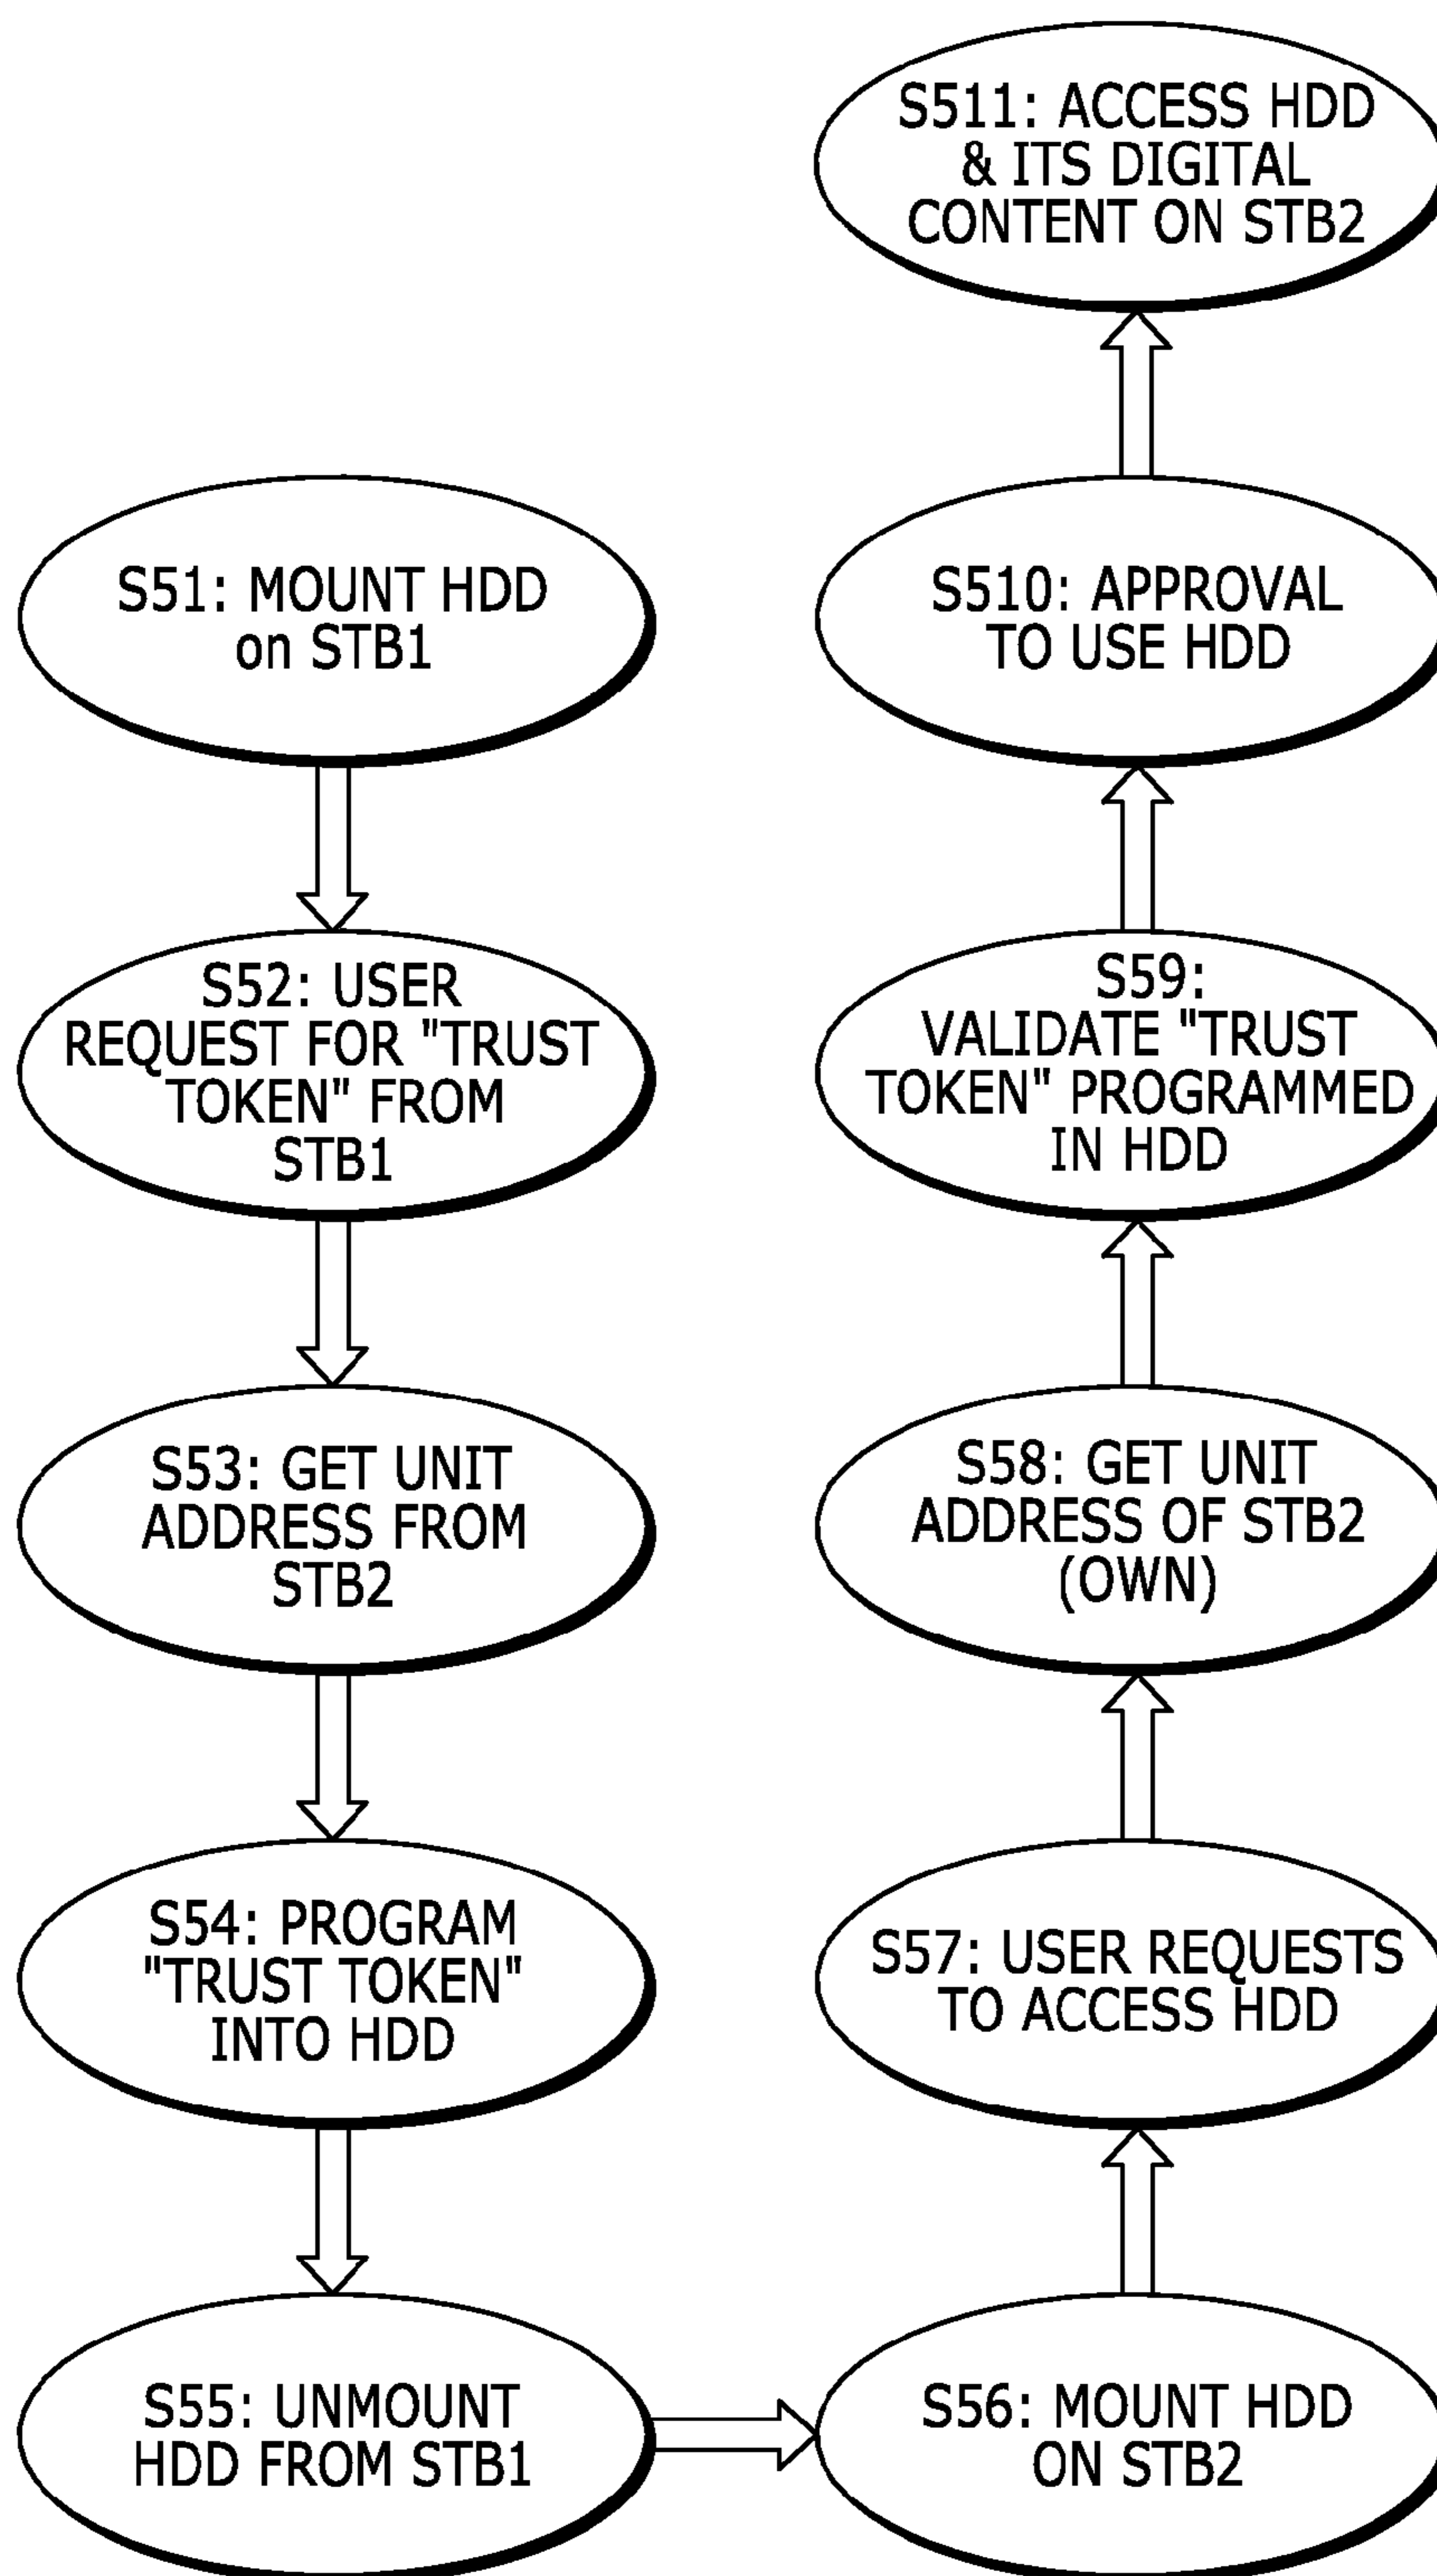 S51: MOUNT HDD
on STB1
S52: USER
REQUEST FOR "TRUST
TOKEN" FROM
STB1
S53: GET UNIT
ADDRESS FROM
STB2
S54: PROGRAM
"TRUST TOKEN"
INTO HDD
S55: UNMOUNT
HDD FROM STB1
S56: MOUNT HDD
ON STB2
S57: USER REQUESTS
TO ACCESS HDD
S58: GET UNIT
ADDRESS OF STB2
(OWN)
S59:
VALIDATE "TRUST
TOKEN" PROGRAMMED
IN HDD
S510: APPROVAL
TO USE HDD
S511: ACCESS HDD
& ITS DIGITAL
CONTENT ON STB2